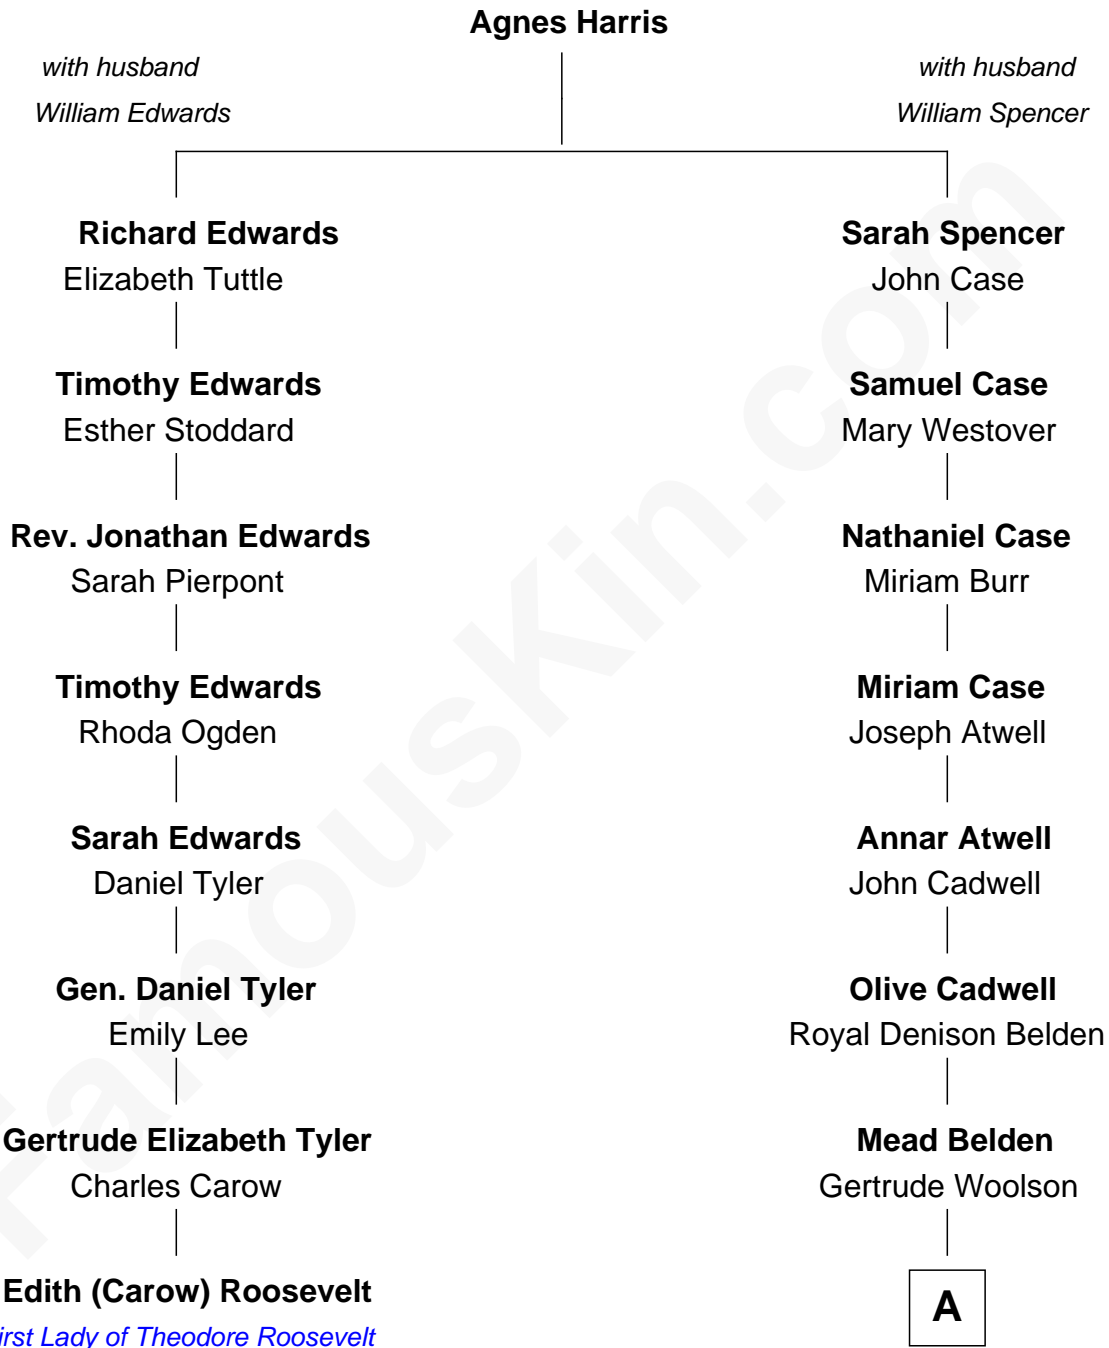 Agnes Harris
with husband
William Edwards
with husband
William Spencer
Richard Edwards
Elizabeth Tuttle
Sarah Spencer
John Case
Timothy Edwards
Esther Stoddard
Samuel Case
Mary Westover
Rev. Jonathan Edwards
Sarah Pierpont
Nathaniel Case
Miriam Burr
Timothy Edwards
Rhoda Ogden
Miriam Case
Joseph Atwell
Sarah Edwards
Daniel Tyler
Annar Atwell
John Cadwell
Gen. Daniel Tyler
Emily Lee
Olive Cadwell
Royal Denison Belden
Gertrude Elizabeth Tyler
Charles Carow
Mead Belden
Gertrude Woolson
Edith (Carow) Roosevelt
First Lady of Theodore Roosevelt
A
FamousKin.com